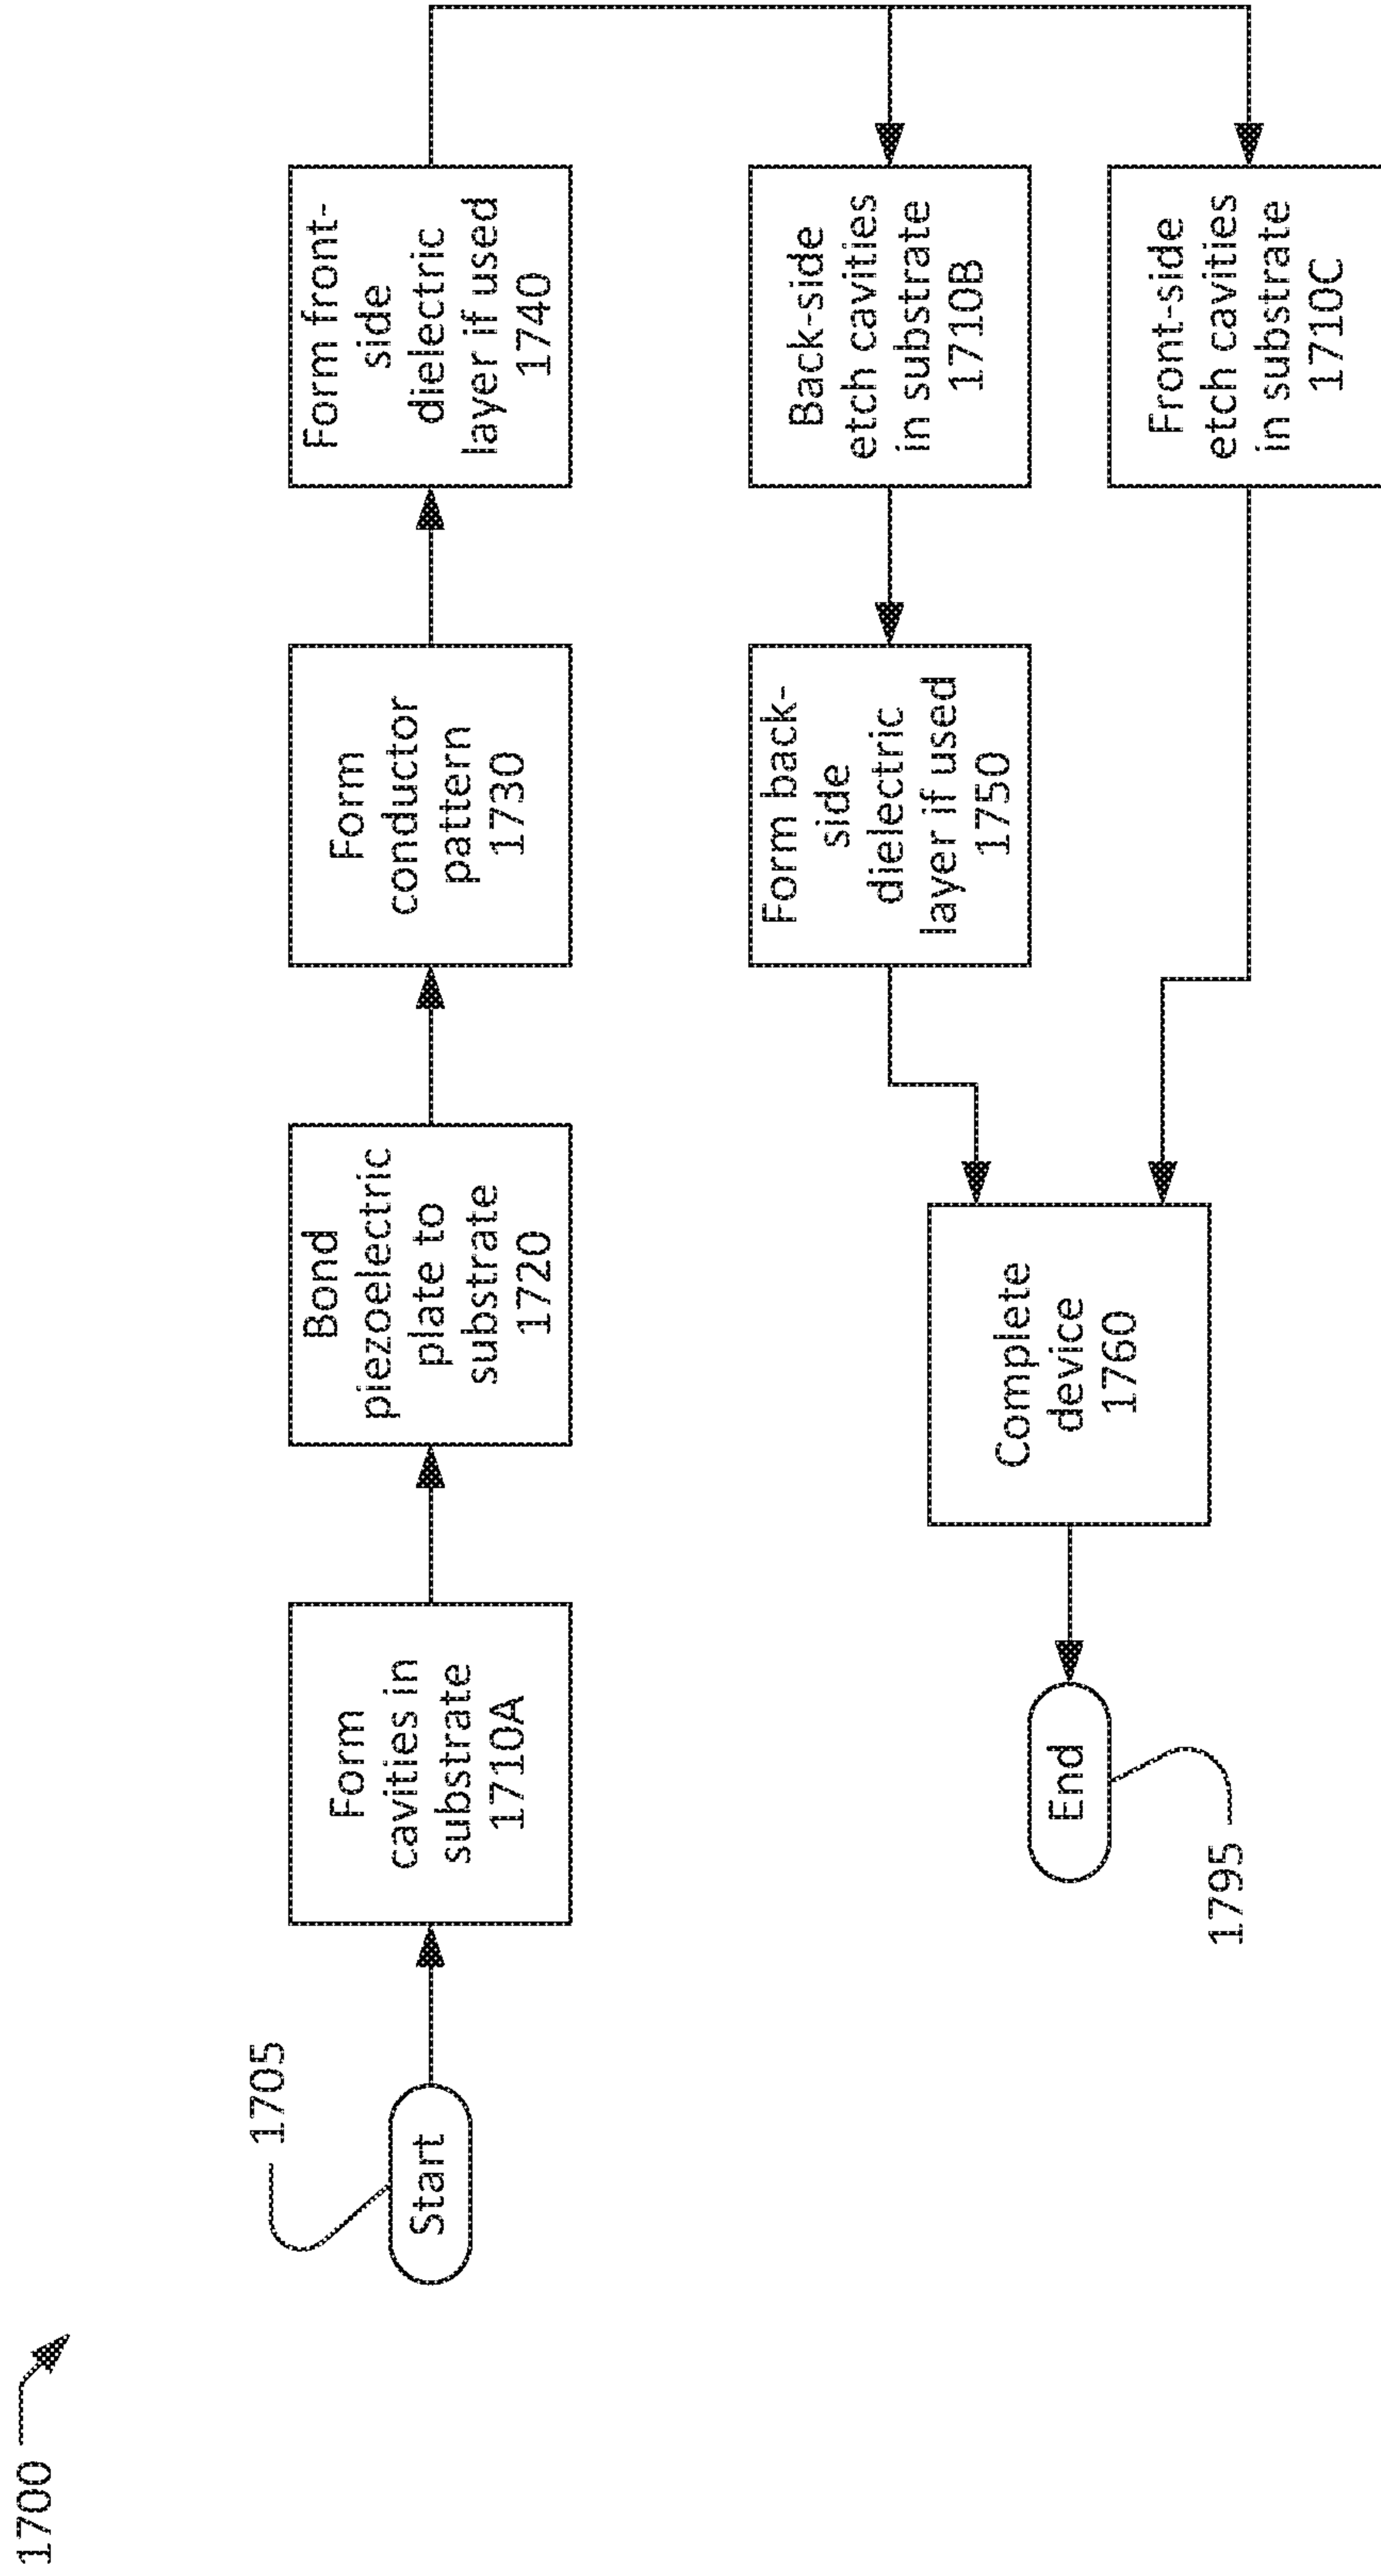 1700
1705
Start
Form
cavities in
substrate
1710A
Bond
piezoelectric
plate to
substrate
1720
Form
conductor
pattern
1730
Form front-
side
dielectric
layer if used
1740
Back-side
etch cavities
in substrate
1710B
Form back-
side
dielectric
layer if used
1750
Front-side
etch cavities
in substrate
1710C
Complete
device
1760
End
1795